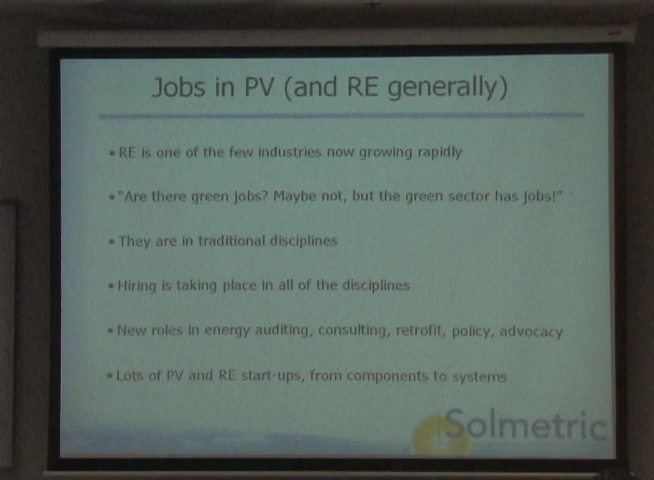 Jobs in PV (and RE generally)
• RE is one of the few industries now growing rapidly
• "Are there green jobs? Maybe not, but the green sector has jobs!"
• They are in traditional disciplines
• Hiring is taking place in all of the disciplines
• New roles in energy auditing, consulting, retrofit, policy, advocacy
• Lots of PV and RE start-ups, from components to systems
Solmetric